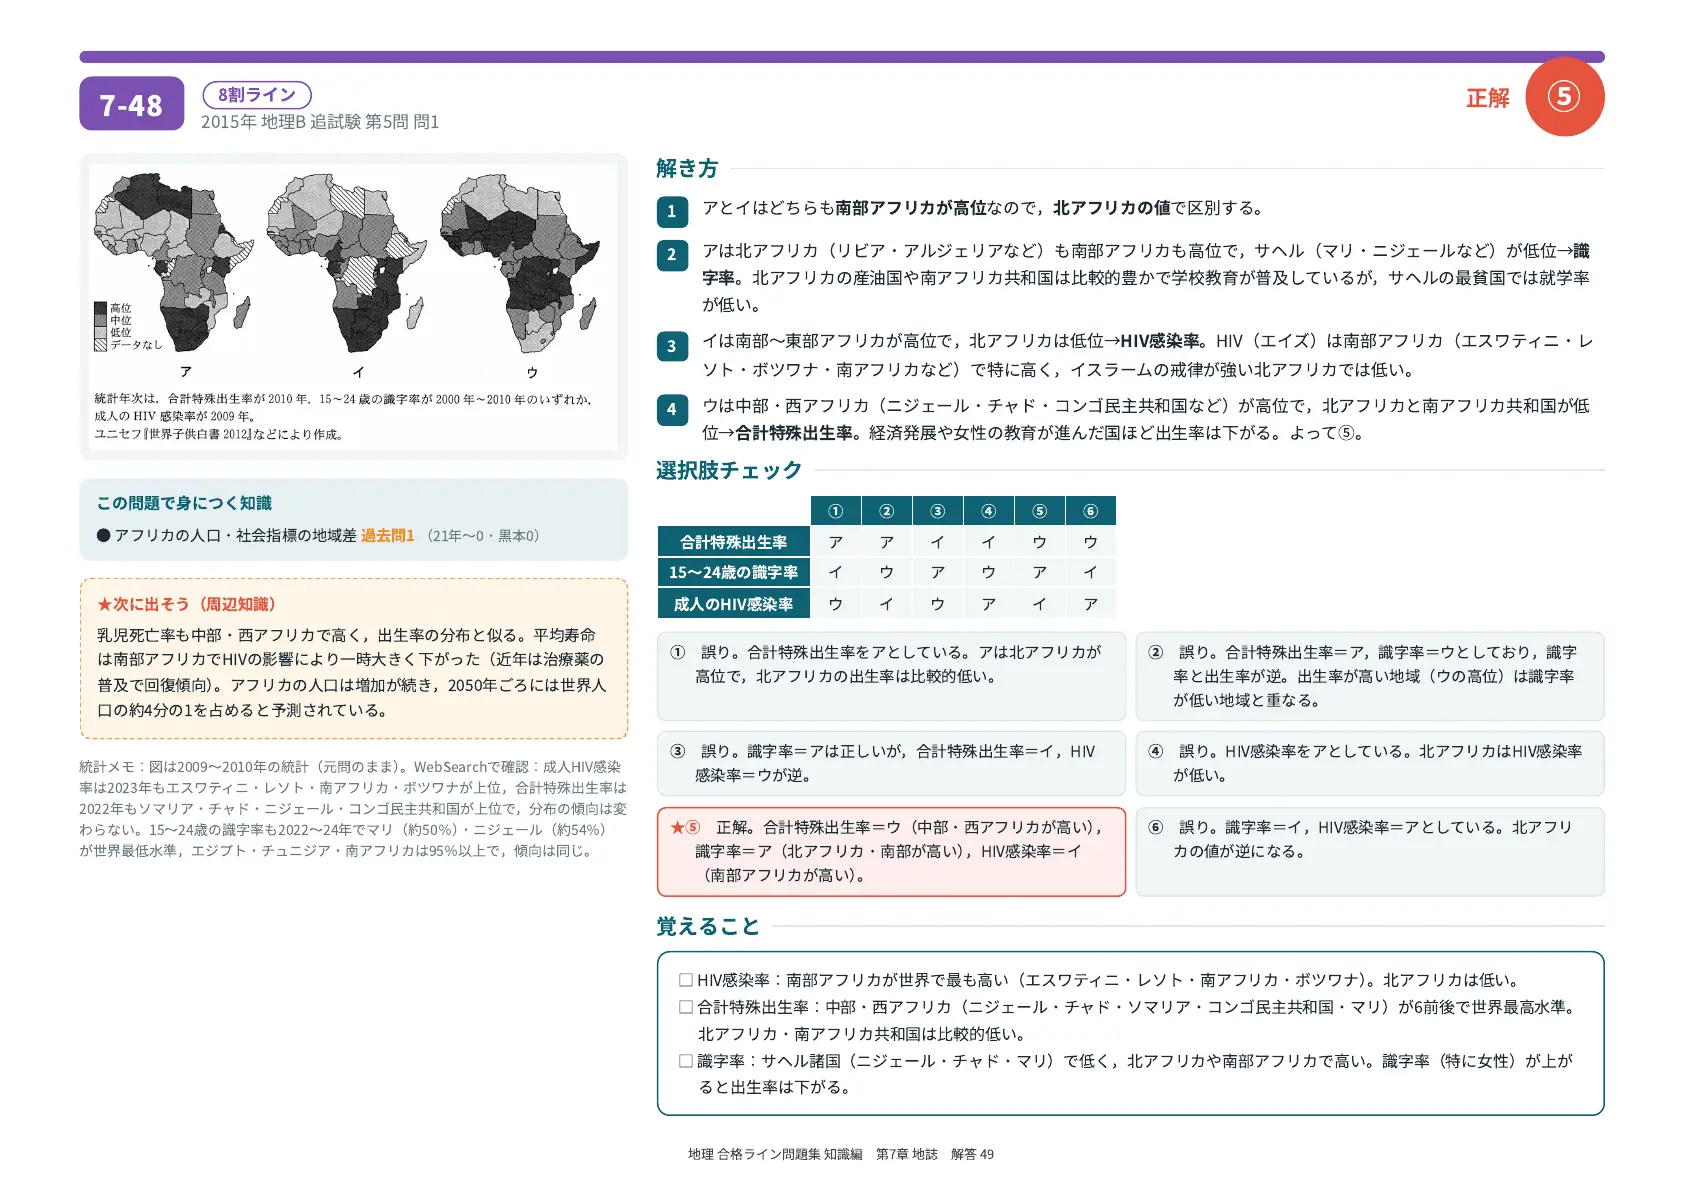 7-48
8割ライン
2015年 地理B 追試験 第5問 問1
正解 ⑤
高位
中位
低位
データなし
ア
イ
ウ
統計年次は，合計特殊出生率が 2010 年，15～24 歳の識字率が 2000 年～2010 年のいずれか，
成人の HIV 感染率が 2009 年。
ユニセフ『世界子供白書 2012』などにより作成。
この問題で身につく知識
● アフリカの人口・社会指標の地域差 過去問1 （21年～0・黒本0）
★次に出そう（周辺知識）
乳児死亡率も中部・西アフリカで高く，出生率の分布と似る。平均寿命
は南部アフリカでHIVの影響により一時大きく下がった（近年は治療薬の
普及で回復傾向）。アフリカの人口は増加が続き，2050年ごろには世界人
口の約4分の1を占めると予測されている。
統計メモ：図は2009～2010年の統計（元問のまま）。WebSearchで確認：成人HIV感染
率は2023年もエスワティニ・レソト・南アフリカ・ボツワナが上位，合計特殊出生率は
2022年もソマリア・チャド・ニジェール・コンゴ民主共和国が上位で，分布の傾向は変
わらない。15～24歳の識字率も2022～24年でマリ（約50%）・ニジェール（約54%）
が世界最低水準，エジプト・チュニジア・南アフリカは95%以上で，傾向は同じ。
解き方
1 アとイはどちらも南部アフリカが高位なので，北アフリカの値で区別する。
2 アは北アフリカ（リビア・アルジェリアなど）も南部アフリカも高位で，サヘル（マリ・ニジェールなど）が低位→識
字率。北アフリカの産油国や南アフリカ共和国は比較的豊かで学校教育が普及しているが，サヘルの最貧国では就学率
が低い。
3 イは南部～東部アフリカが高位で，北アフリカは低位→HIV感染率。HIV（エイズ）は南部アフリカ（エスワティニ・レ
ソト・ボツワナ・南アフリカなど）で特に高く，イスラームの戒律が強い北アフリカでは低い。
4 ウは中部・西アフリカ（ニジェール・チャド・コンゴ民主共和国など）が高位で，北アフリカと南アフリカ共和国が低
位→合計特殊出生率。経済発展や女性の教育が進んだ国ほど出生率は下がる。よって⑤。
選択肢チェック
① ② ③ ④ ⑤ ⑥
合計特殊出生率 ア ア イ イ ウ ウ
15～24歳の識字率 イ ウ ア ウ ア イ
成人のHIV感染率 ウ イ ウ ア イ ア
① 誤り。合計特殊出生率をアとしている。アは北アフリカが
高位で，北アフリカの出生率は比較的低い。
② 誤り。合計特殊出生率＝ア，識字率＝ウとしており，識字
率と出生率が逆。出生率が高い地域（ウの高位）は識字率
が低い地域と重なる。
③ 誤り。識字率＝アは正しいが，合計特殊出生率＝イ，HIV
感染率＝ウが逆。
④ 誤り。HIV感染率をアとしている。北アフリカはHIV感染率
が低い。
★⑤ 正解。合計特殊出生率＝ウ（中部・西アフリカが高い），
識字率＝ア（北アフリカ・南部が高い），HIV感染率＝イ
（南部アフリカが高い）。
⑥ 誤り。識字率＝イ，HIV感染率＝アとしている。北アフリ
カの値が逆になる。
覚えること
□ HIV感染率：南部アフリカが世界で最も高い（エスワティニ・レソト・南アフリカ・ボツワナ）。北アフリカは低い。
□ 合計特殊出生率：中部・西アフリカ（ニジェール・チャド・ソマリア・コンゴ民主共和国・マリ）が6前後で世界最高水準。
北アフリカ・南アフリカ共和国は比較的低い。
□ 識字率：サヘル諸国（ニジェール・チャド・マリ）で低く，北アフリカや南部アフリカで高い。識字率（特に女性）が上が
ると出生率は下がる。
地理 合格ライン問題集 知識編 第7章 地誌 解答 49